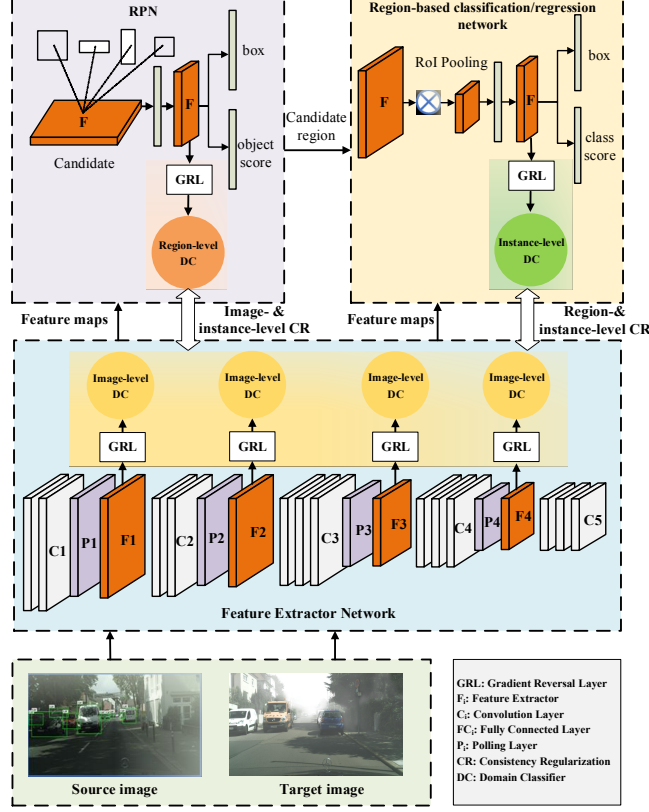 RPN
F
Candidate
F
box
object
score
GRL
Region-level
DC
Candidate
region
Region-based classification/regression
network
F
RoI Pooling
F
box
class
score
GRL
Instance-level
DC
Feature maps
Image- &
instance-level CR
Feature maps
Region-&
instance-level CR
Image-level
DC
Image-level
DC
Image-level
DC
Image-level
DC
GRL
GRL
GRL
GRL
C1
P1
F1
C2
P2
F2
C3
P3
F3
C4
P4
F4
C5
Feature Extractor Network
Source image
Target image
GRL: Gradient Reversal Layer
Fᵢ: Feature Extractor
Cᵢ: Convolution Layer
FCᵢ: Fully Connected Layer
Pᵢ: Polling Layer
CR: Consistency Regularization
DC: Domain Classifier